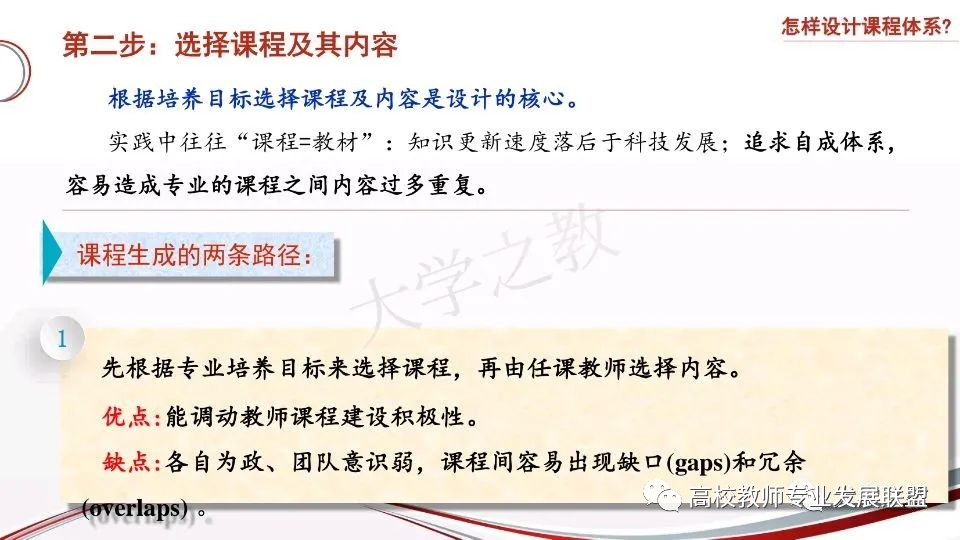 怎样设计课程体系?
第二步：选择课程及其内容
根据培养目标选择课程及内容是设计的核心。
实践中往往“课程=教材”：知识更新速度落后于科技发展；追求自成体系，
容易造成专业的课程之间内容过多重复。
大学之教
课程生成的两条路径：
1
先根据专业培养目标来选择课程，再由任课教师选择内容。
优点:能调动教师课程建设积极性。
缺点:各自为政、团队意识弱，课程间容易出现缺口(gaps)和冗余
(overlaps) 。
高校教师专业发展联盟